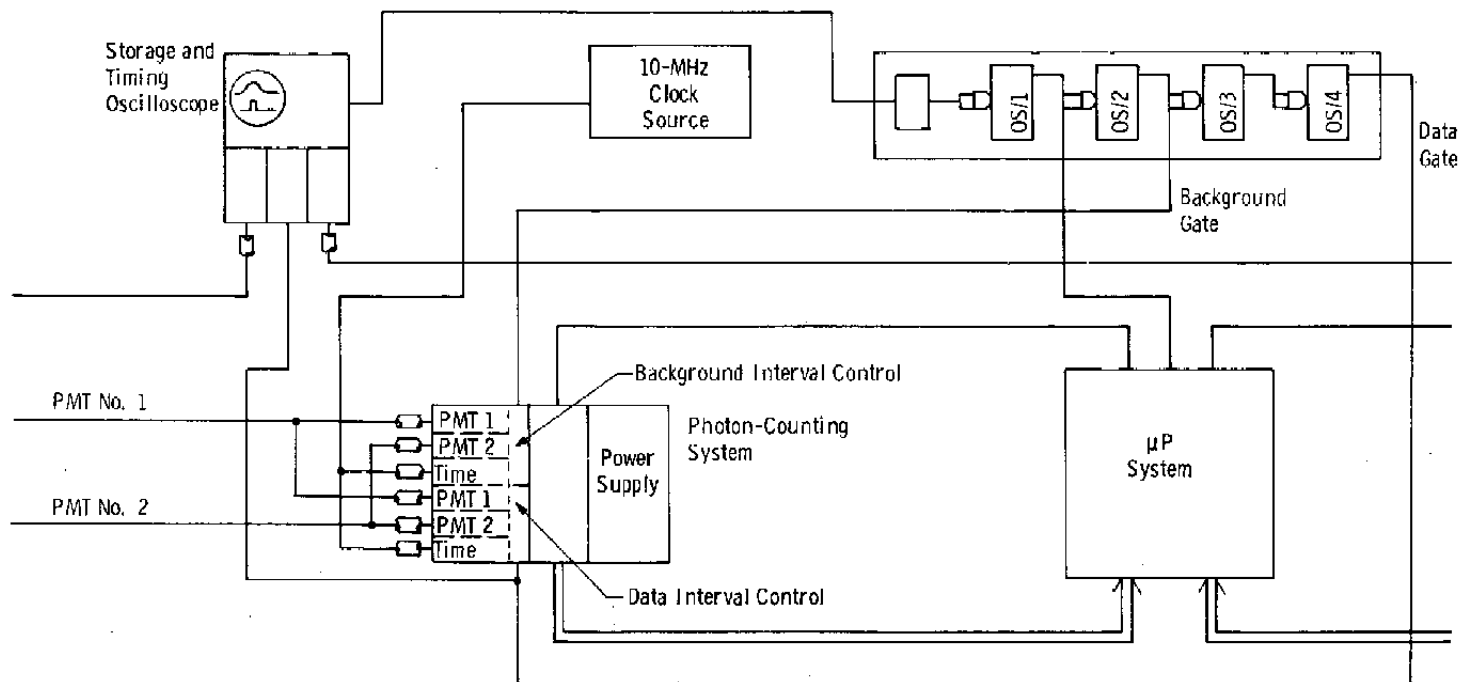 Storage and
Timing
Oscilloscope
10-MHz
Clock
Source
OS/1
OS/2
OS/3
OS/4
Data
Gate
Background
Gate
Background Interval Control
PMT No. 1
PMT 1
PMT 2
Time
PMT 1
PMT 2
Time
Power
Supply
Photon-Counting
System
µP
System
PMT No. 2
Data Interval Control